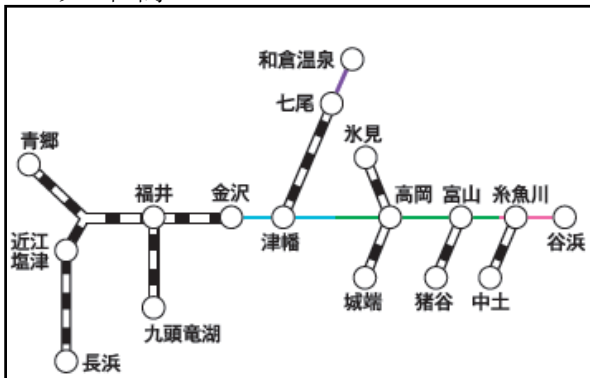 和倉温泉
七尾
氷見
青郷
福井
金沢
高岡
富山
糸魚川
近江
塩津
津幡
谷浜
城端
猪谷
中土
九頭竜湖
長浜